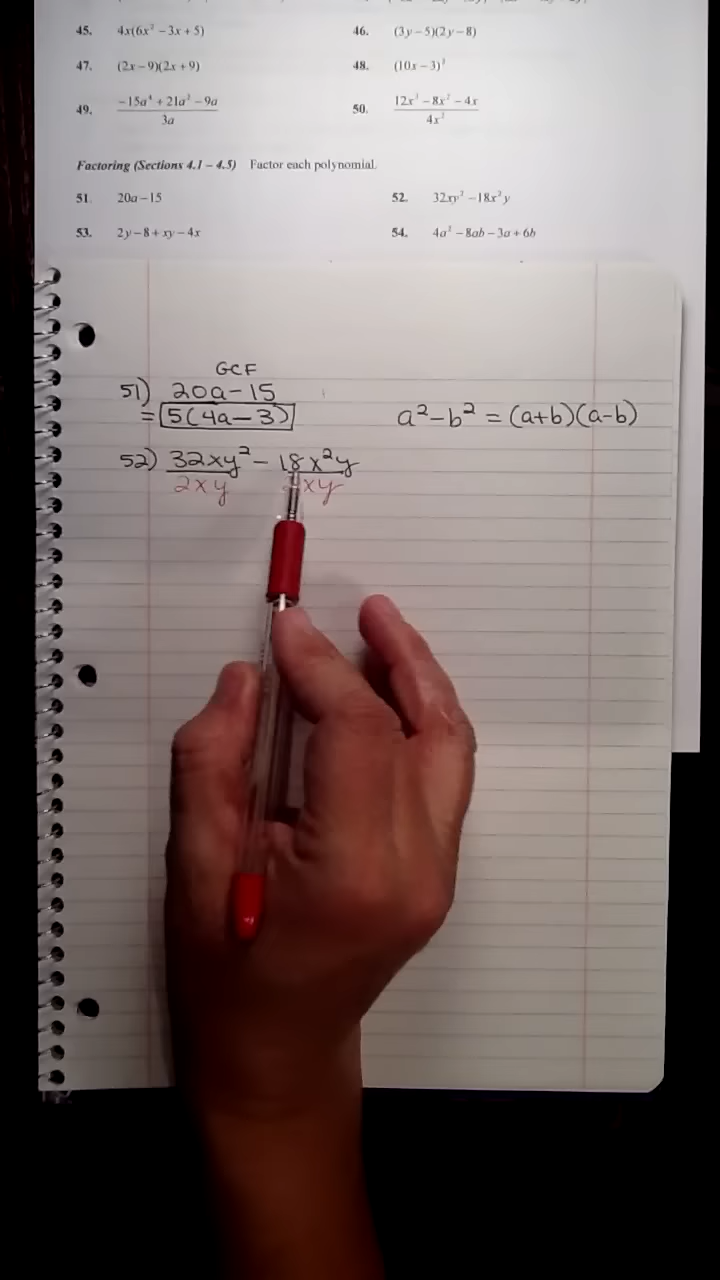 45. 4x(6x² – 3x + 5) 46. (3y – 5)(2y – 8)
47. (2x – 9)(2x + 9) 48. (10x – 3)²
49. (–15a⁴ + 21a³ – 9a)/3a 50. (12x³ – 8x² – 4x)/4x²
Factoring (Sections 4.1 – 4.5) Factor each polynomial.
51. 20a – 15 52. 32xy² – 18x²y
53. 2y – 8 + xy – 4x 54. 4a² – 8ab – 3a + 6b
GCF
51) 20a – 15
= 5(4a – 3) a² – b² = (a+b)(a-b)
52) 32xy² – 18x²y
2xy xy